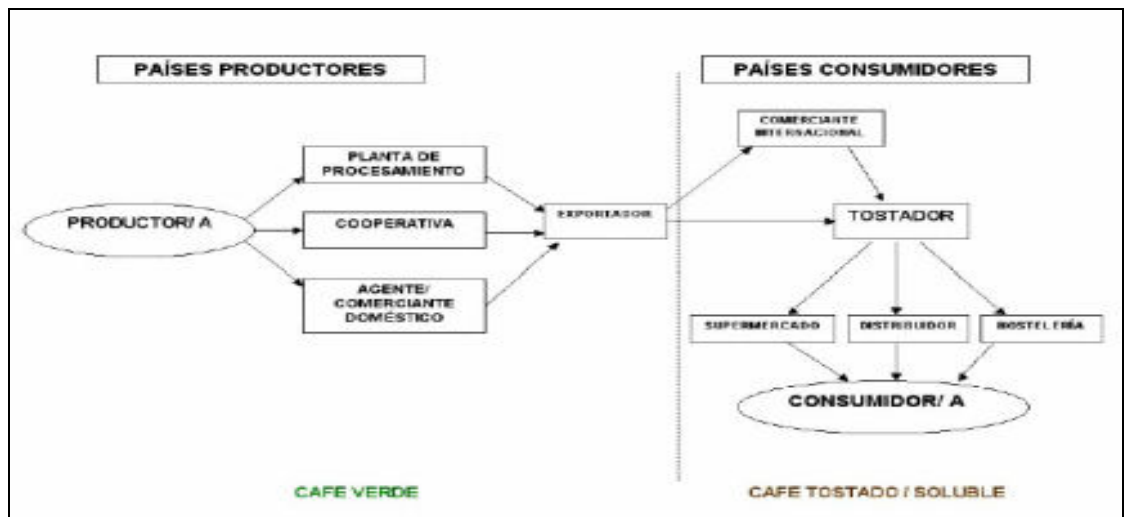 PAÍSES PRODUCTORES
PAÍSES CONSUMIDORES
COMERCIANTE
INTERNACIONAL
PLANTA DE
PROCESAMIENTO
PRODUCTOR/ A
COOPERATIVA
EXPORTADOR
TOSTADOR
AGENTE/
COMERCIANTE
DOMÉSTICO
SUPERMERCADO
DISTRIBUIDOR
HOSTELERÍA
CONSUMIDOR/ A
CAFE VERDE
CAFE TOSTADO / SOLUBLE